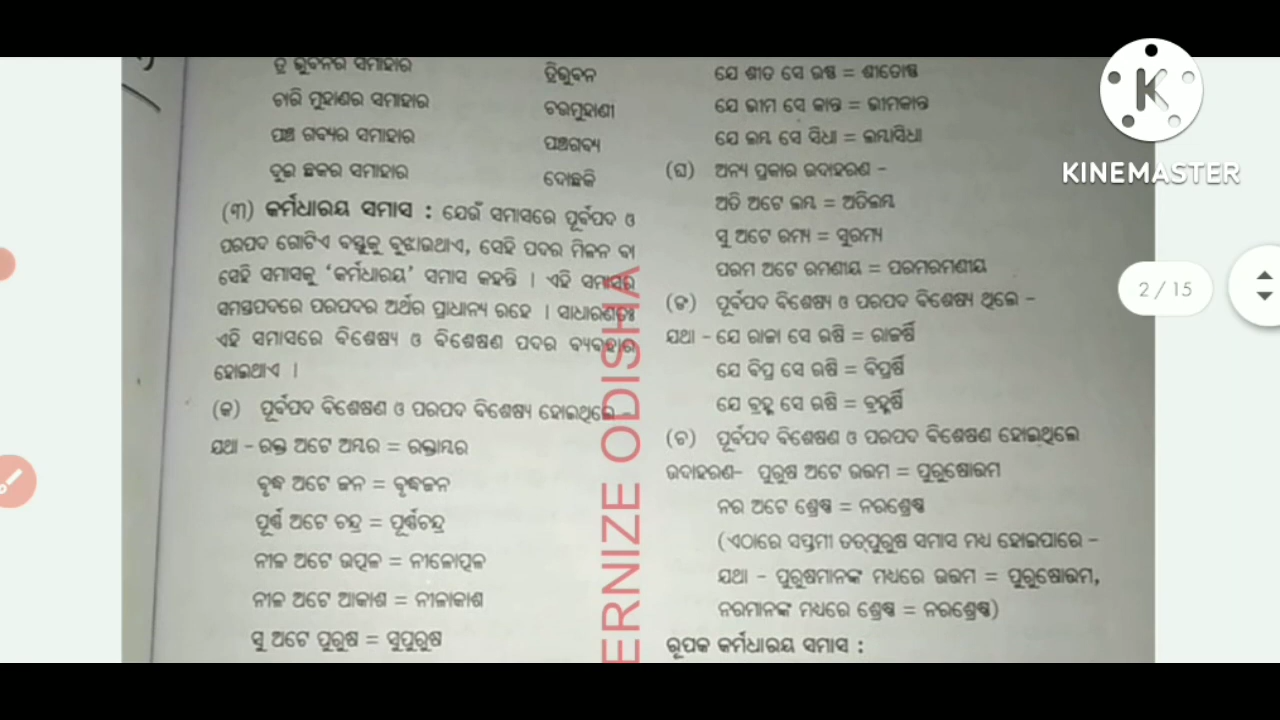 ତ୍ରି ଭୁବନର ସମାହାର ତ୍ରିଭୁବନ
ଚାରି ମୁହାଣର ସମାହାର ଚଉମୁହାଣୀ
ପଞ୍ଚ ଗବ୍ୟର ସମାହାର ପଞ୍ଚଗବ୍ୟ
ଦୁଇ ଛକର ସମାହାର ଦୋଛକି
(୩) କର୍ମଧାରୟ ସମାସ : ଯେଉଁ ସମାସରେ ପୂର୍ବପଦ ଓ
ପରପଦ ଗୋଟିଏ ବସ୍ତୁକୁ ବୁଝାଇଥାଏ, ସେହି ପଦର ମିଳନ ବା
ସେହି ସମାସକୁ ‘କର୍ମଧାରୟ’ ସମାସ କହନ୍ତି । ଏହି ସମାସର
ସମସ୍ତପଦରେ ପରପଦର ଅର୍ଥର ପ୍ରାଧାନ୍ୟ ରହେ । ସାଧାରଣତଃ
ଏହି ସମାସରେ ବିଶେଷ୍ୟ ଓ ବିଶେଷଣ ପଦର ବ୍ୟବହାର
ହୋଇଥାଏ ।
(କ) ପୂର୍ବପଦ ବିଶେଷଣ ଓ ପରପଦ ବିଶେଷ୍ୟ ହୋଇଥିଲେ –
ଯଥା – ରକ୍ତ ଅଟେ ଅମ୍ବର = ରକ୍ତାମ୍ବର
ବୃଦ୍ଧ ଅଟେ ଜନ = ବୃଦ୍ଧଜନ
ପୂର୍ଣ୍ଣ ଅଟେ ଚନ୍ଦ୍ର = ପୂର୍ଣ୍ଣଚନ୍ଦ୍ର
ନୀଳ ଅଟେ ଉତ୍ପଳ = ନୀଳୋତ୍ପଳ
ନୀଳ ଅଟେ ଆକାଶ = ନୀଳାକାଶ
ସୁ ଅଟେ ପୁରୁଷ = ସୁପୁରୁଷ
ଯେ ଶୀତ ସେ ଉଷ୍ଣ = ଶୀତୋଷ୍ଣ
ଯେ ଭୀମ ସେ କାନ୍ତ = ଭୀମକାନ୍ତ
ଯେ ଲମ୍ବ ସେ ସିଧା = ଲମ୍ବାସିଧା
(ଘ) ଅନ୍ୟ ପ୍ରକାର ଉଦାହରଣ –
ଅତି ଅଟେ ଲମ୍ବ = ଅତିଲମ୍ବ
ସୁ ଅଟେ ରମ୍ୟ = ସୁରମ୍ୟ
ପରମ ଅଟେ ରମଣୀୟ = ପରମରମଣୀୟ
(ଙ) ପୂର୍ବପଦ ବିଶେଷ୍ୟ ଓ ପରପଦ ବିଶେଷ୍ୟ ଥିଲେ –
ଯଥା – ଯେ ରାଜା ସେ ଋଷି = ରାଜର୍ଷି
ଯେ ବିପ୍ର ସେ ଋଷି = ବିପ୍ରର୍ଷି
ଯେ ବ୍ରହ୍ମ ସେ ଋଷି = ବ୍ରହ୍ମର୍ଷି
(ଚ) ପୂର୍ବପଦ ବିଶେଷଣ ଓ ପରପଦ ବିଶେଷଣ ହୋଇଥିଲେ
ଉଦାହରଣ– ପୁରୁଷ ଅଟେ ଉତ୍ତମ = ପୁରୁଷୋତ୍ତମ
ନର ଅଟେ ଶ୍ରେଷ୍ଠ = ନରଶ୍ରେଷ୍ଠ
(ଏଠାରେ ସପ୍ତମୀ ତତ୍‌ପୁରୁଷ ସମାସ ମଧ୍ୟ ହୋଇପାରେ –
ଯଥା – ପୁରୁଷମାନଙ୍କ ମଧ୍ୟରେ ଉତ୍ତମ = ପୁରୁଷୋତ୍ତମ,
ନରମାନଙ୍କ ମଧ୍ୟରେ ଶ୍ରେଷ୍ଠ = ନରଶ୍ରେଷ୍ଠ)
ରୂପକ କର୍ମଧାରୟ ସମାସ :
ERNIZE ODISHA
K
KINEMASTER
2 / 15